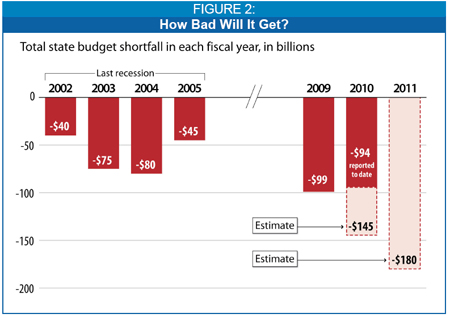 FIGURE 2:
How Bad Will It Get?
Total state budget shortfall in each fiscal year, in billions
Last recession
2002 2003 2004 2005 2009 2010 2011
0
-50
-100
-150
-200
-$40
-$75
-$80
-$45
-$99
-$94
reported
to date
Estimate
-$145
Estimate
-$180